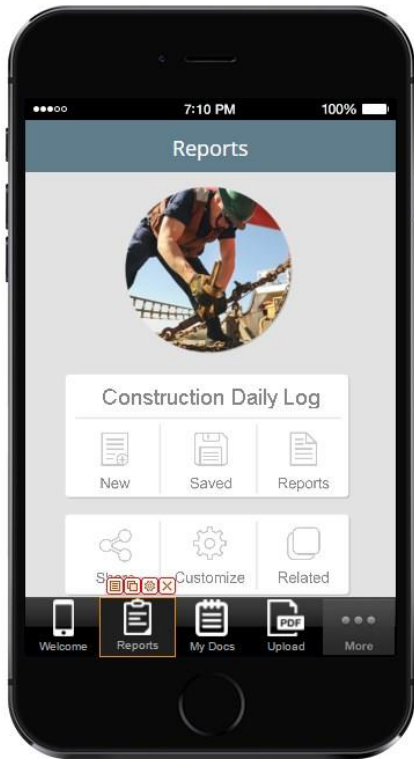 7:10 PM 100%
Reports
Construction Daily Log
New Saved Reports
Share Customize Related
Welcome Reports My Docs PDF Upload More